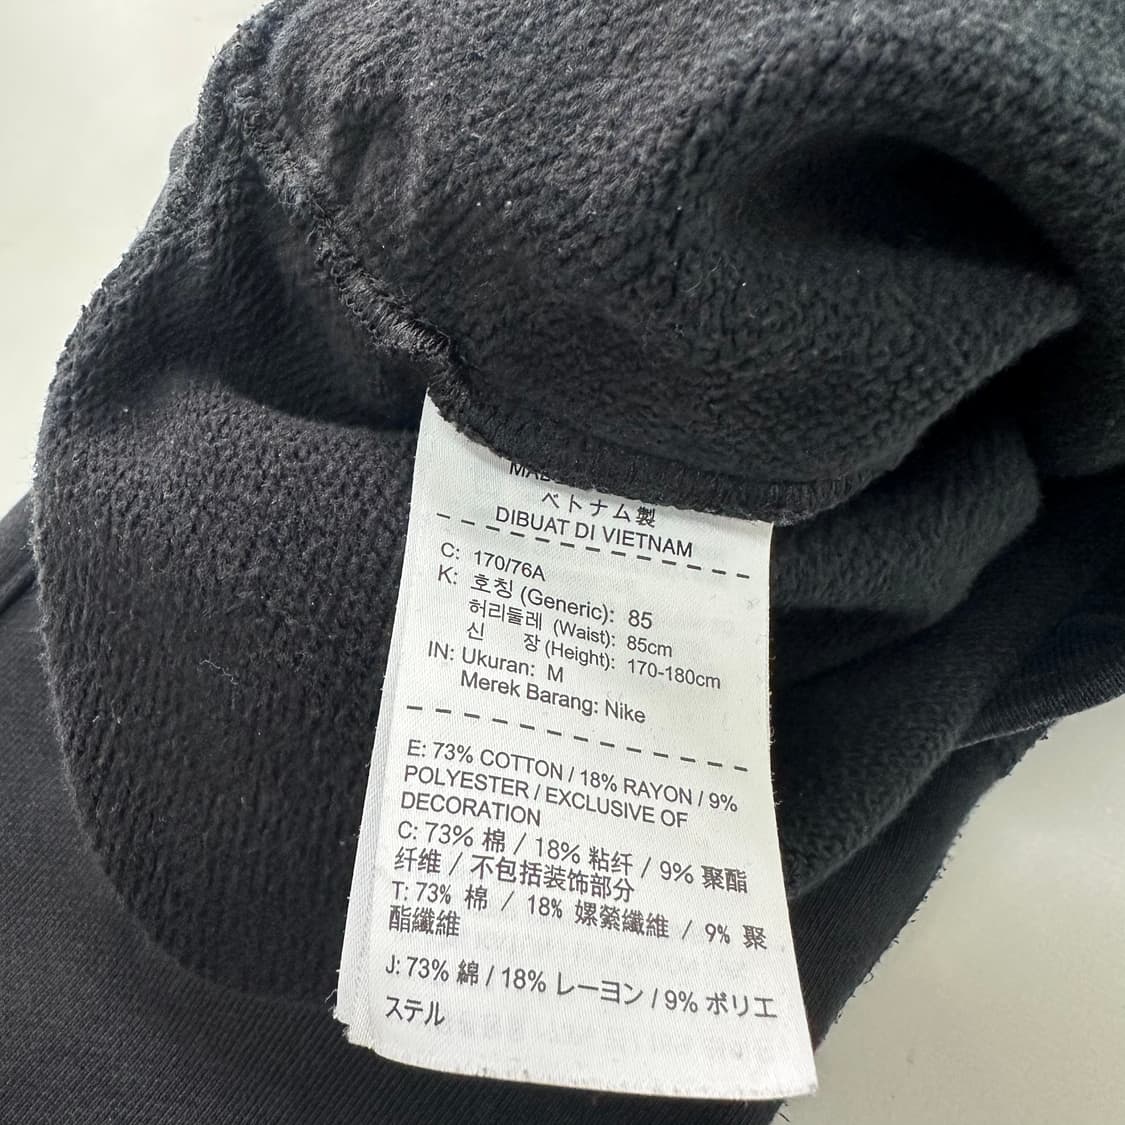 ベトナム製
DIBUAT DI VIETNAM
C: 170/76A
K: 호칭 (Generic): 85
허리둘레 (Waist): 85cm
신 장 (Height): 170-180cm
IN: Ukuran: M
Merek Barang: Nike
E: 73% COTTON / 18% RAYON / 9%
POLYESTER / EXCLUSIVE OF
DECORATION
C: 73% 棉 / 18% 粘纤 / 9% 聚酯
纤维 / 不包括装饰部分
T: 73% 棉 / 18% 嫘縈纖維 / 9% 聚
酯纖維
J: 73% 綿 / 18% レーヨン / 9% ポリエ
ステル